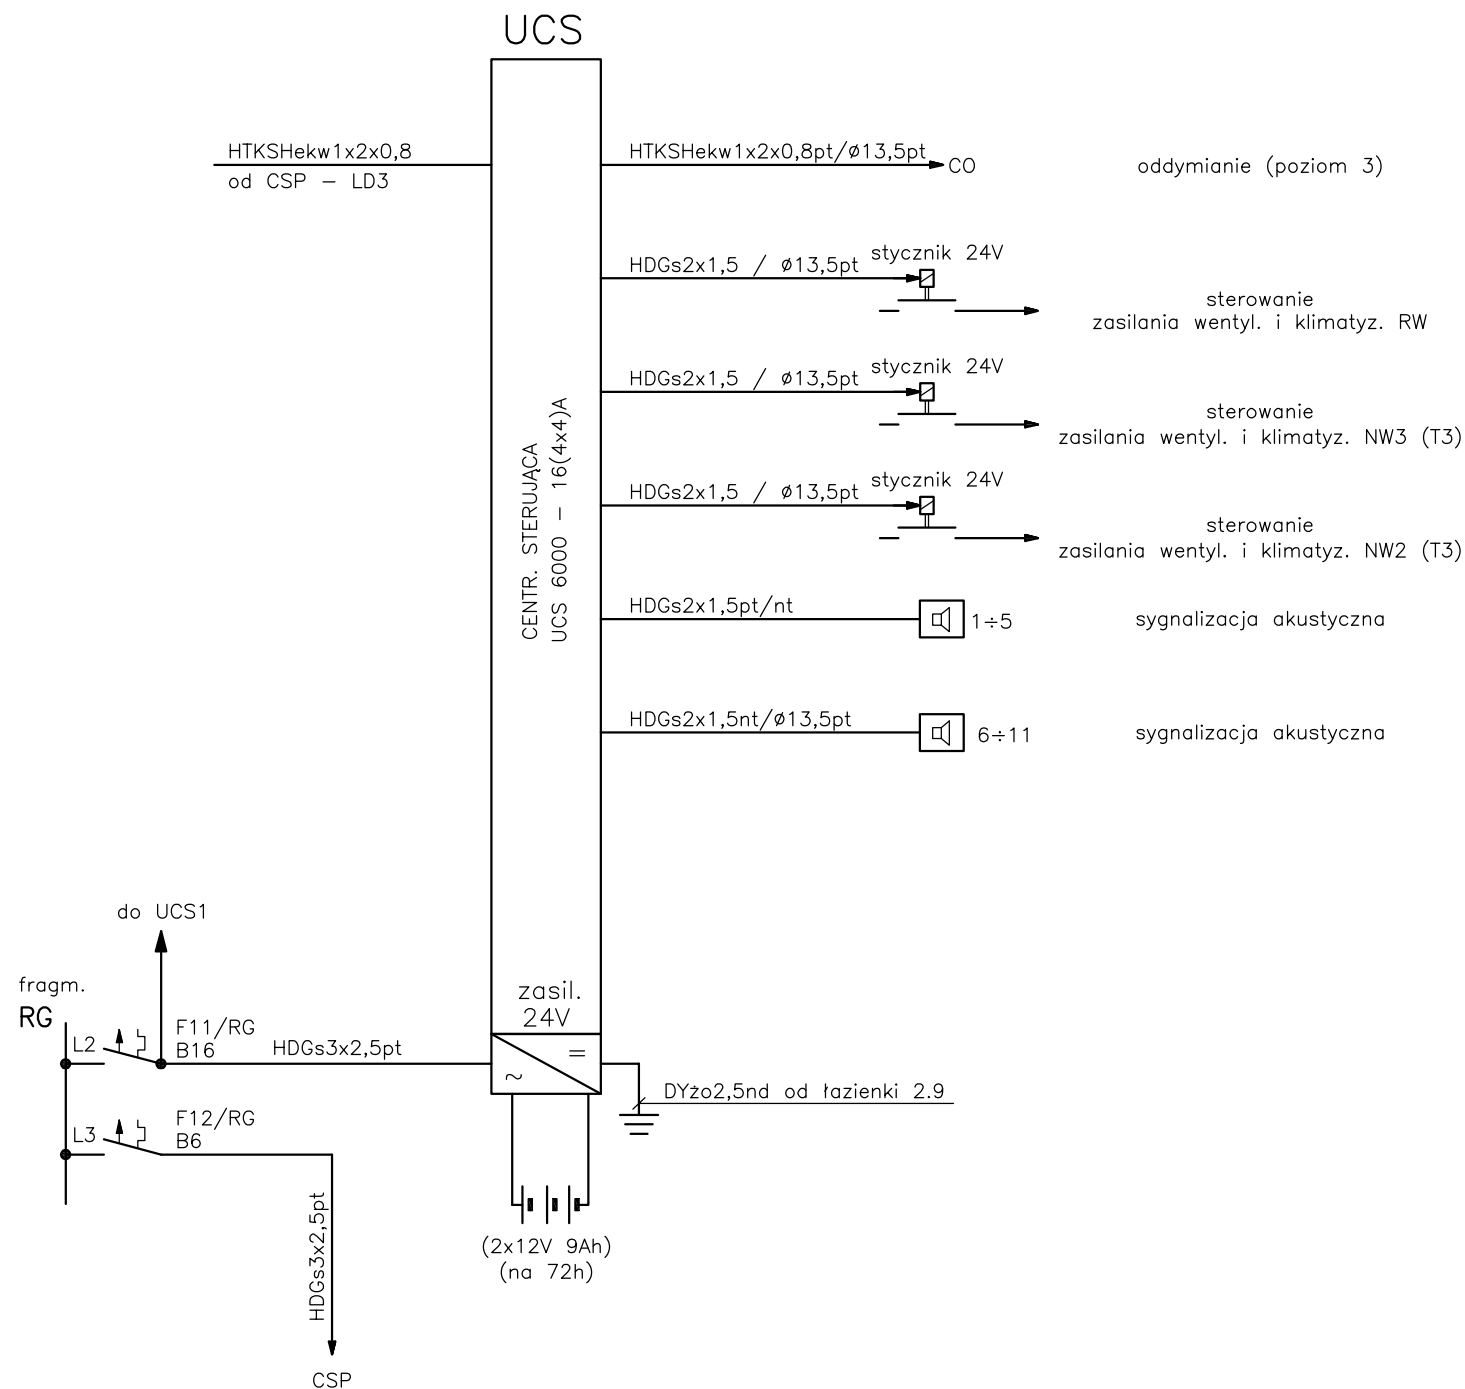 UCS
HTKSHekw1x2x0,8
od CSP – LD3
HTKSHekw1x2x0,8pt/ø13,5pt
CO
oddymianie (poziom 3)
HDGs2x1,5 / ø13,5pt
stycznik 24V
sterowanie
zasilania wentyl. i klimatyz. RW
HDGs2x1,5 / ø13,5pt
stycznik 24V
sterowanie
zasilania wentyl. i klimatyz. NW3 (T3)
CENTR. STERUJĄCA
UCS 6000 – 16(4x4)A
HDGs2x1,5 / ø13,5pt
stycznik 24V
sterowanie
zasilania wentyl. i klimatyz. NW2 (T3)
HDGs2x1,5pt/nt
1÷5
sygnalizacja akustyczna
HDGs2x1,5nt/ø13,5pt
6÷11
sygnalizacja akustyczna
do UCS1
fragm.
RG
zasil.
24V
L2
F11/RG
B16
HDGs3x2,5pt
=
~
DYżo2,5nd od łazienki 2.9
L3
F12/RG
B6
HDGs3x2,5pt
(2x12V 9Ah)
(na 72h)
CSP